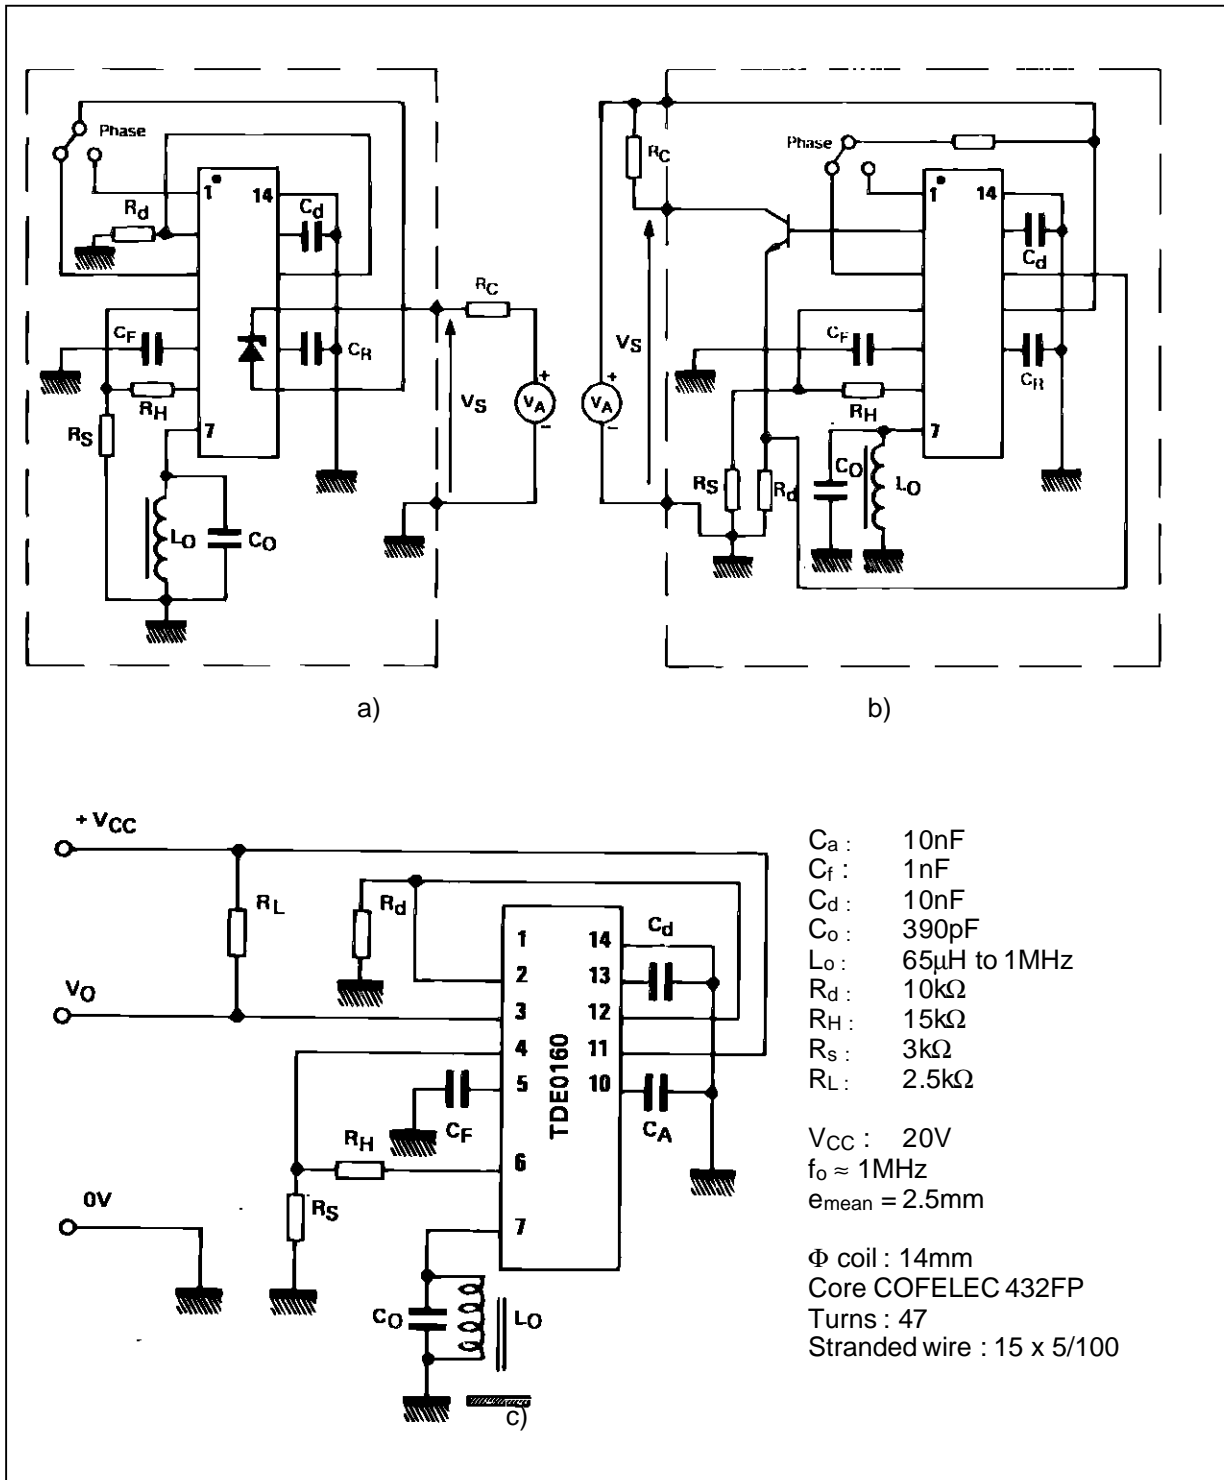 Phase
1
14
Rd
Cd
RC
CF
CR
VS
VA
+
−
RH
RS
7
LO
CO
a)
RC
Phase
1
14
Cd
VS
CF
CR
VA
+
−
RH
7
CO
RS
Rd
LO
b)
+ VCC
RL
Rd
Cd
1
14
2
13
VO
3
12
4
11
5
10
TDE0160
CF
CA
RH
6
0V
RS
7
CO
LO
c)
Ca : 10nF
Cf : 1nF
Cd : 10nF
Co : 390pF
Lo : 65µH to 1MHz
Rd : 10kΩ
RH : 15kΩ
Rs : 3kΩ
RL : 2.5kΩ
VCC : 20V
fo ≈ 1MHz
emean = 2.5mm
Φ coil : 14mm
Core COFELEC 432FP
Turns : 47
Stranded wire : 15 x 5/100